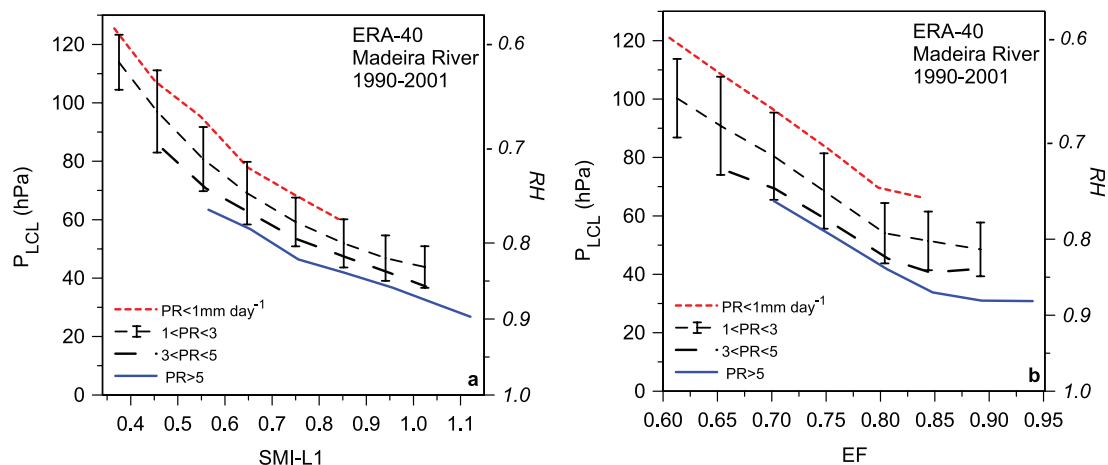 ERA-40
Madeira River
1990-2001
P_LCL (hPa)
120
100
80
60
40
20
0
0.6
0.7
0.8
0.9
1.0
RH
PR<1mm day⁻¹
1<PR<3
3<PR<5
PR>5
a
0.4 0.5 0.6 0.7 0.8 0.9 1.0 1.1
SMI-L1
ERA-40
Madeira River
1990-2001
P_LCL (hPa)
120
100
80
60
40
20
0
0.6
0.7
0.8
0.9
1.0
RH
PR<1mm day⁻¹
1<PR<3
3<PR<5
PR>5
b
0.60 0.65 0.70 0.75 0.80 0.85 0.90 0.95
EF